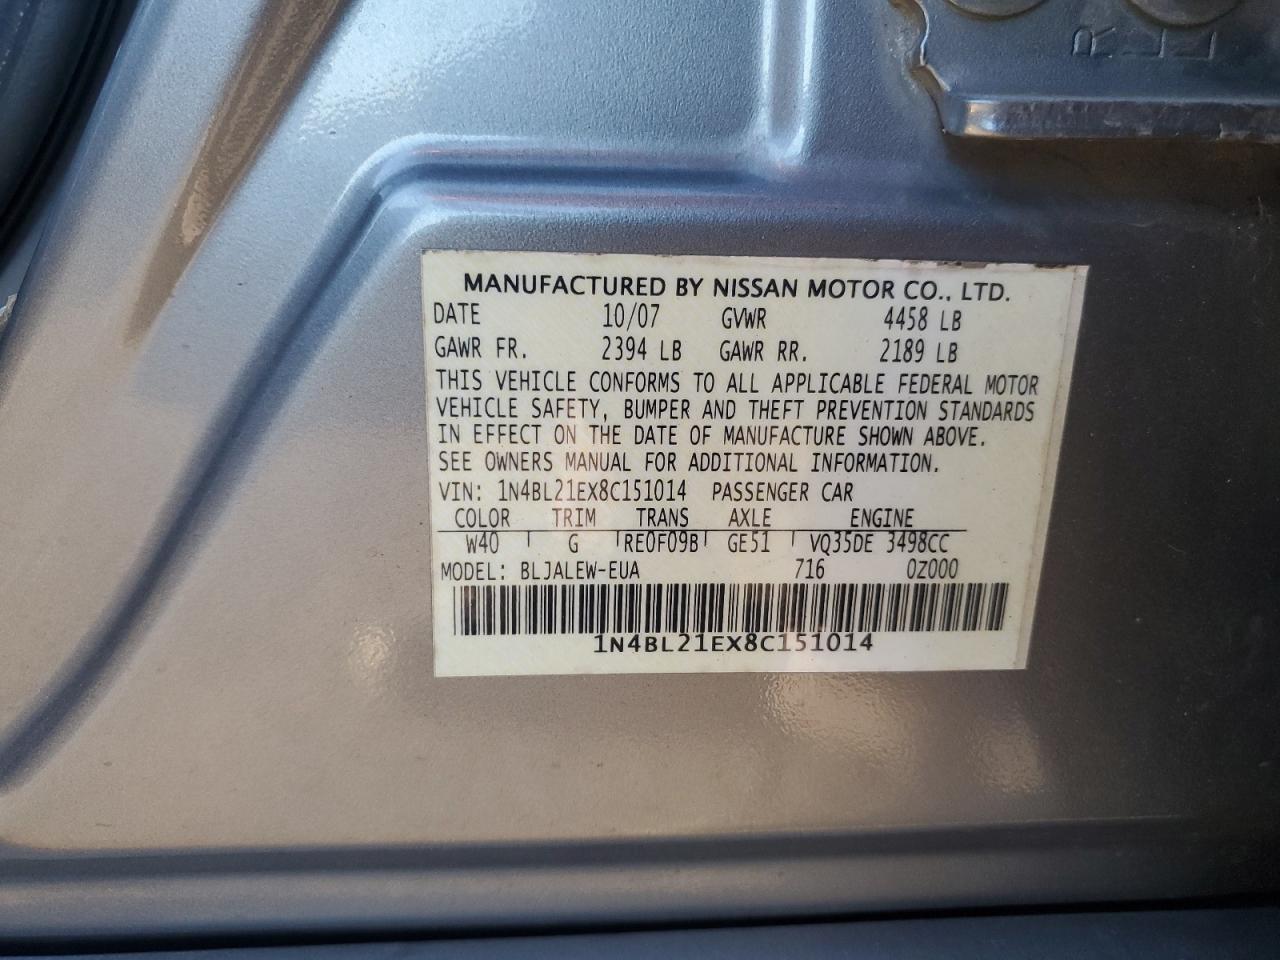 R
MANUFACTURED BY NISSAN MOTOR CO., LTD.
DATE 10/07 GVWR 4458 LB
GAWR FR. 2394 LB GAWR RR. 2189 LB
THIS VEHICLE CONFORMS TO ALL APPLICABLE FEDERAL MOTOR
VEHICLE SAFETY, BUMPER AND THEFT PREVENTION STANDARDS
IN EFFECT ON THE DATE OF MANUFACTURE SHOWN ABOVE.
SEE OWNERS MANUAL FOR ADDITIONAL INFORMATION.
VIN: 1N4BL21EX8C151014 PASSENGER CAR
COLOR TRIM TRANS AXLE ENGINE
W40 G RE0F09B GE51 VQ35DE 3498CC
MODEL: BLJALEW-EUA 716 0Z000
1N4BL21EX8C151014